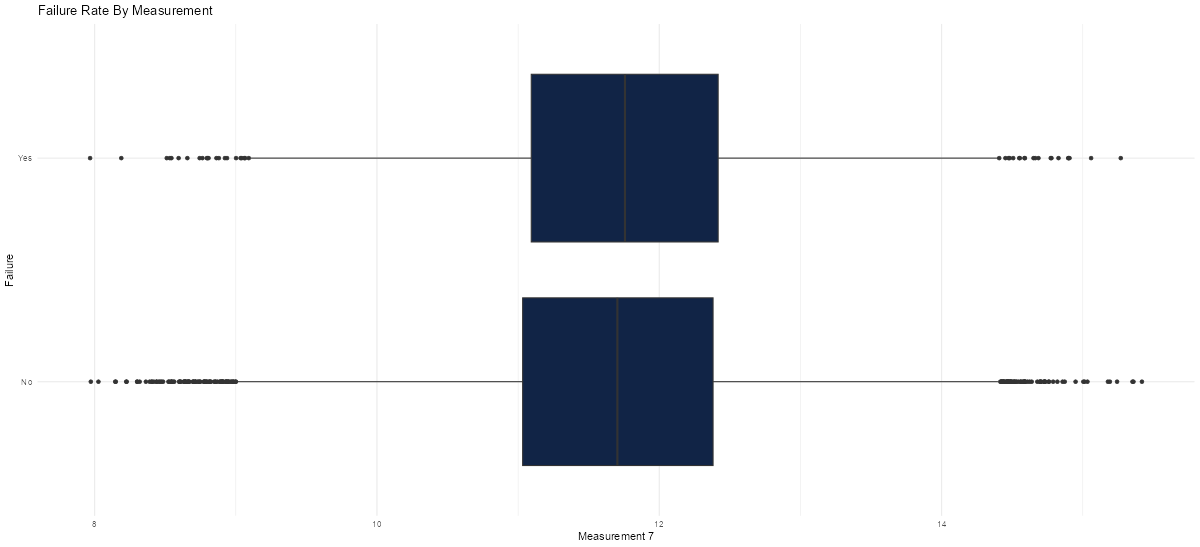 Failure Rate By Measurement
Yes
Failure
No
8 10 12 14
Measurement 7